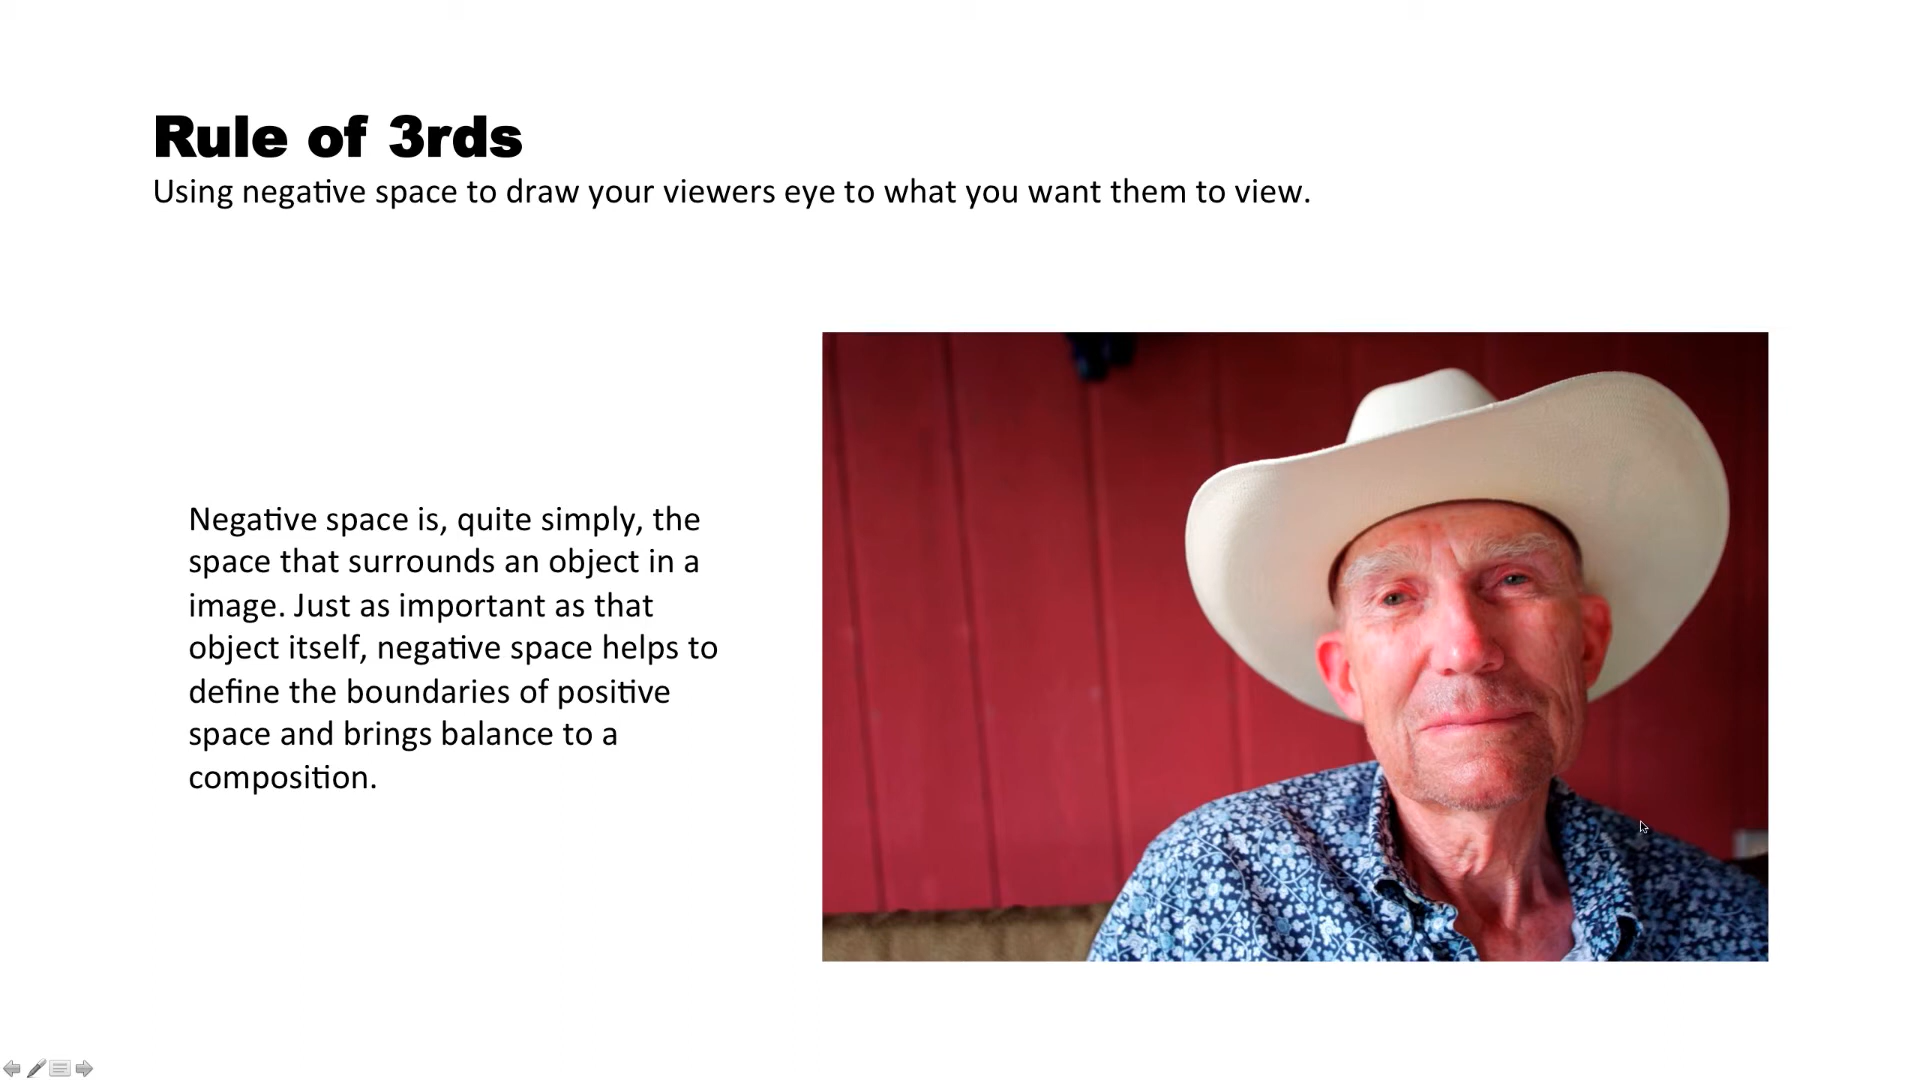 Rule of 3rds
Using negative space to draw your viewers eye to what you want them to view.
Negative space is, quite simply, the
space that surrounds an object in a
image. Just as important as that
object itself, negative space helps to
define the boundaries of positive
space and brings balance to a
composition.